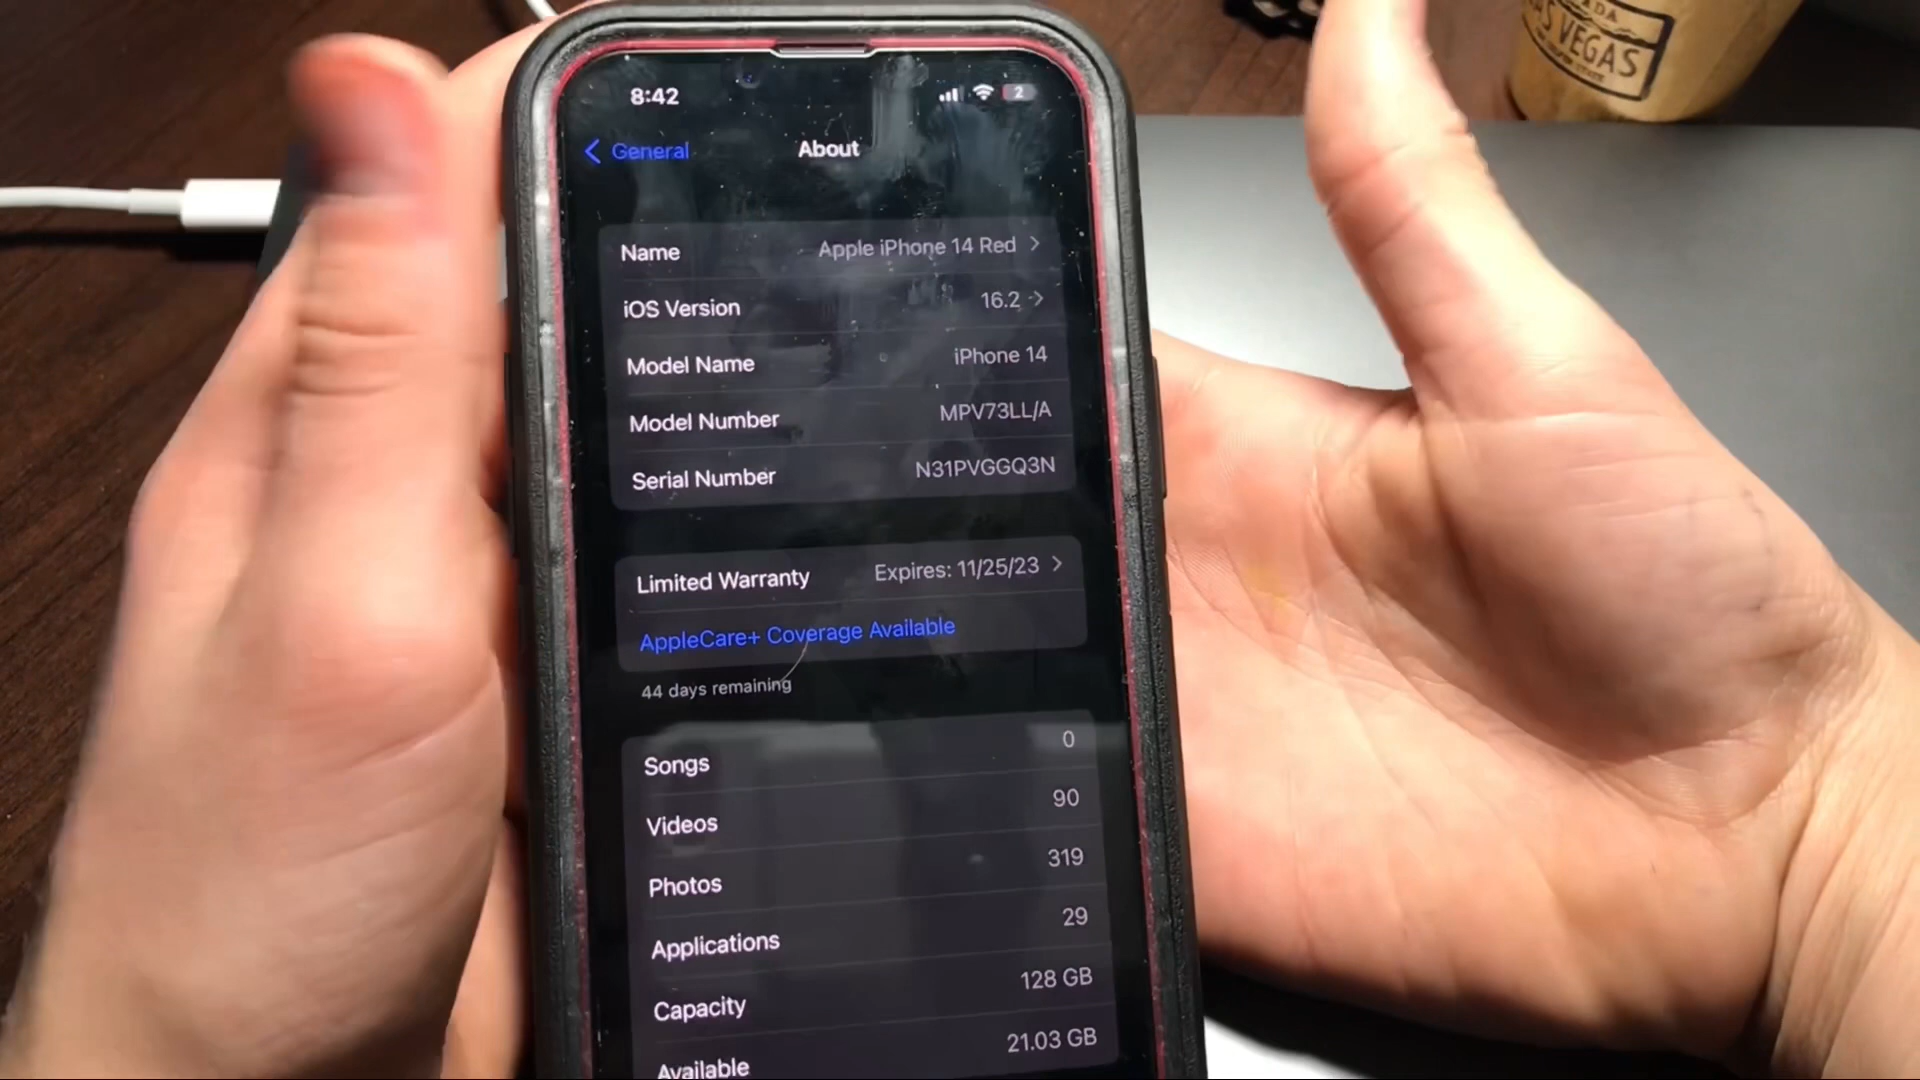 ADA
AS VEGAS
8:42
2
General
About
Name Apple iPhone 14 Red
iOS Version 16.2
Model Name iPhone 14
Model Number MPV73LL/A
Serial Number N31PVGGQ3N
Limited Warranty Expires: 11/25/23
AppleCare+ Coverage Available
44 days remaining
Songs 0
Videos 90
Photos 319
Applications 29
Capacity 128 GB
Available 21.03 GB